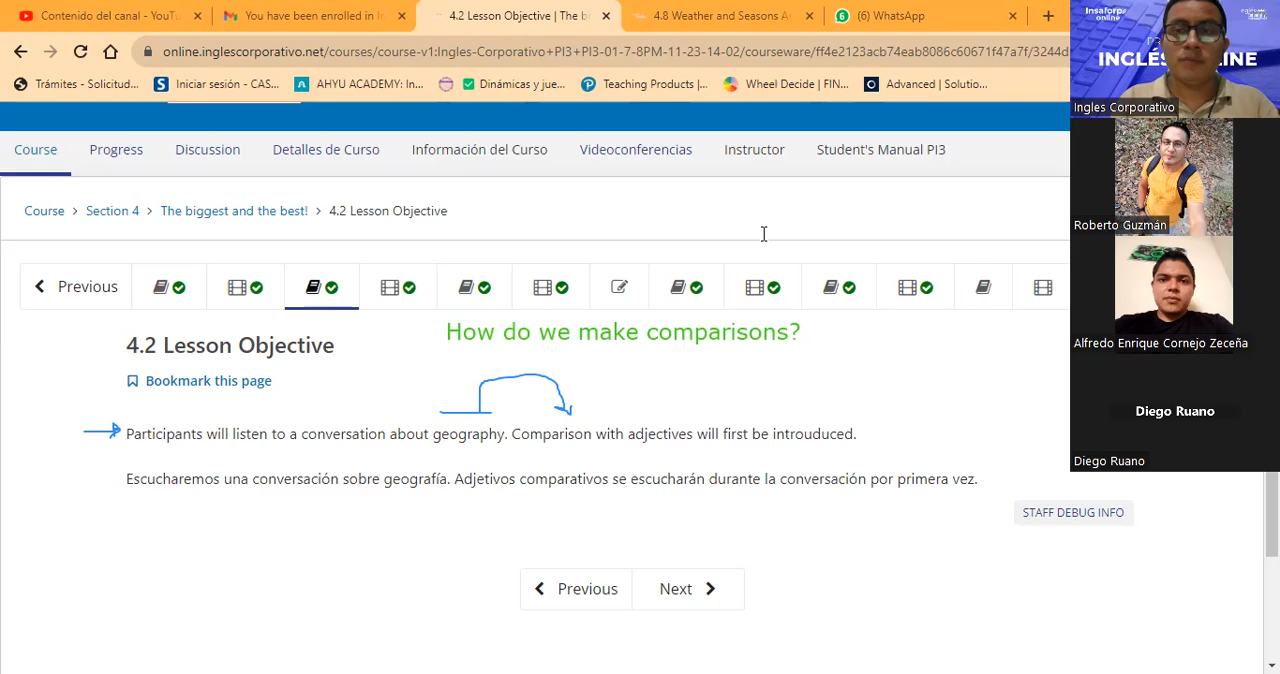 Contenido del canal - YouTu
You have been enrolled in In
4.2 Lesson Objective | The bi
4.8 Weather and Seasons Ac
(6) WhatsApp
online.inglescorporativo.net/courses/course-v1:Ingles-Corporativo+PI3+PI3-01-7-8PM-11-23-14-02/courseware/ff4e2123acb74eab8086c60671f47a7f/3244d
Trámites - Solicitud...
Iniciar sesión - CAS...
AHYU ACADEMY: In...
Dinámicas y jue...
Teaching Products |...
Wheel Decide | FIN...
Advanced | Solutio...
Course
Progress
Discussion
Detalles de Curso
Información del Curso
Videoconferencias
Instructor
Student's Manual PI3
Course > Section 4 > The biggest and the best! > 4.2 Lesson Objective
Previous
How do we make comparisons?
4.2 Lesson Objective
Bookmark this page
Participants will listen to a conversation about geography. Comparison with adjectives will first be introuduced.
Escucharemos una conversación sobre geografía. Adjetivos comparativos se escucharán durante la conversación por primera vez.
STAFF DEBUG INFO
Previous
Next
Insaforp
online
INGLÉS
LINE
Ingles Corporativo
Roberto Guzmán
Alfredo Enrique Cornejo Zeceña
Diego Ruano
Diego Ruano